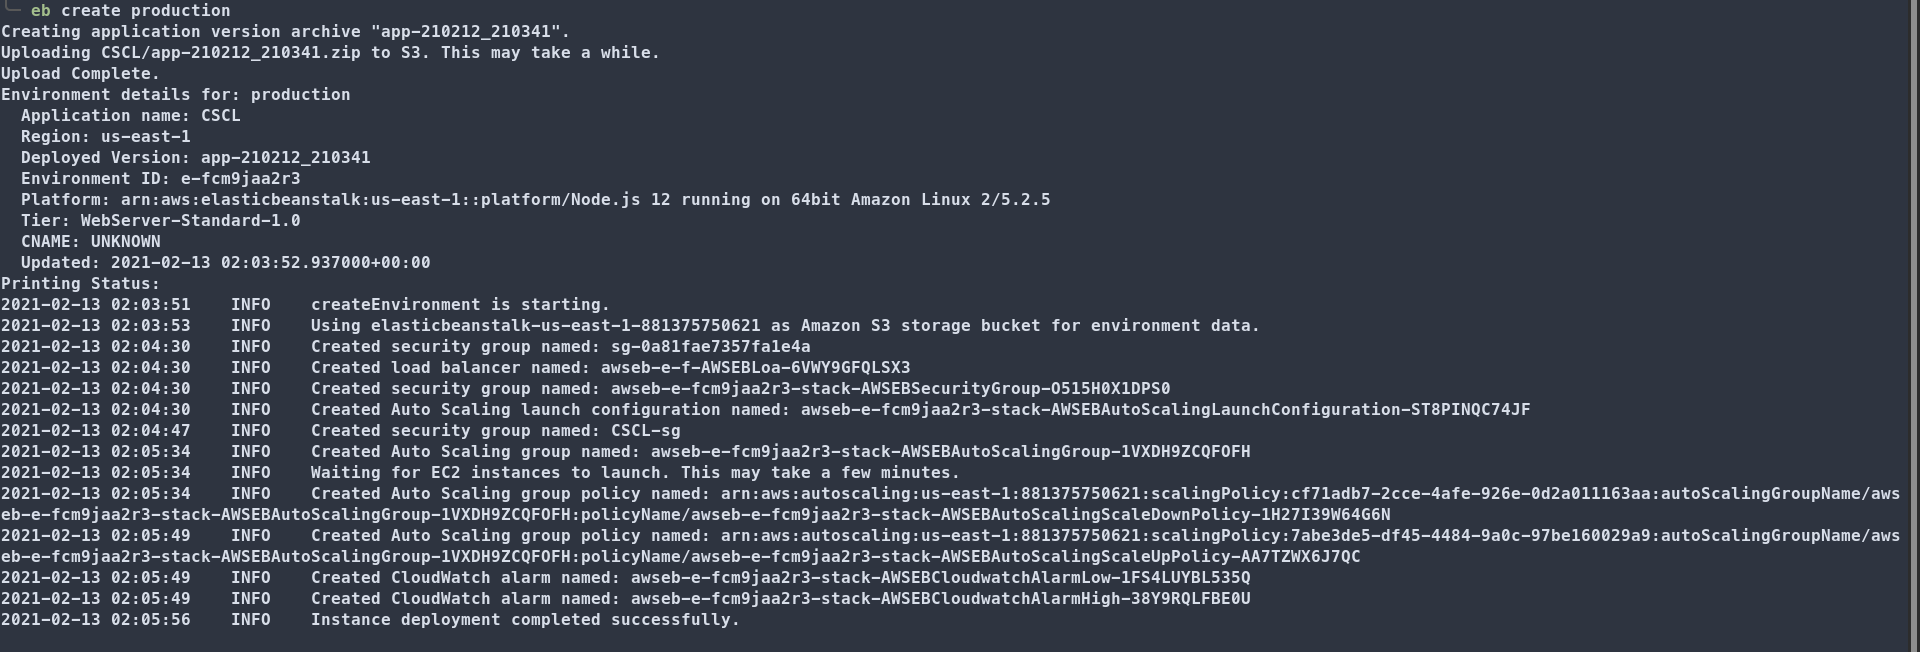 eb create production
Creating application version archive "app-210212_210341".
Uploading CSCL/app-210212_210341.zip to S3. This may take a while.
Upload Complete.
Environment details for: production
  Application name: CSCL
  Region: us-east-1
  Deployed Version: app-210212_210341
  Environment ID: e-fcm9jaa2r3
  Platform: arn:aws:elasticbeanstalk:us-east-1::platform/Node.js 12 running on 64bit Amazon Linux 2/5.2.5
  Tier: WebServer-Standard-1.0
  CNAME: UNKNOWN
  Updated: 2021-02-13 02:03:52.937000+00:00
Printing Status:
2021-02-13 02:03:51    INFO    createEnvironment is starting.
2021-02-13 02:03:53    INFO    Using elasticbeanstalk-us-east-1-881375750621 as Amazon S3 storage bucket for environment data.
2021-02-13 02:04:30    INFO    Created security group named: sg-0a81fae7357fa1e4a
2021-02-13 02:04:30    INFO    Created load balancer named: awseb-e-f-AWSEBLoa-6VWY9GFQLSX3
2021-02-13 02:04:30    INFO    Created security group named: awseb-e-fcm9jaa2r3-stack-AWSEBSecurityGroup-O515H0X1DPS0
2021-02-13 02:04:30    INFO    Created Auto Scaling launch configuration named: awseb-e-fcm9jaa2r3-stack-AWSEBAutoScalingLaunchConfiguration-ST8PINQC74JF
2021-02-13 02:04:47    INFO    Created security group named: CSCL-sg
2021-02-13 02:05:34    INFO    Created Auto Scaling group named: awseb-e-fcm9jaa2r3-stack-AWSEBAutoScalingGroup-1VXDH9ZCQFOFH
2021-02-13 02:05:34    INFO    Waiting for EC2 instances to launch. This may take a few minutes.
2021-02-13 02:05:34    INFO    Created Auto Scaling group policy named: arn:aws:autoscaling:us-east-1:881375750621:scalingPolicy:cf71adb7-2cce-4afe-926e-0d2a011163aa:autoScalingGroupName/aws
eb-e-fcm9jaa2r3-stack-AWSEBAutoScalingGroup-1VXDH9ZCQFOFH:policyName/awseb-e-fcm9jaa2r3-stack-AWSEBAutoScalingScaleDownPolicy-1H27I39W64G6N
2021-02-13 02:05:49    INFO    Created Auto Scaling group policy named: arn:aws:autoscaling:us-east-1:881375750621:scalingPolicy:7abe3de5-df45-4484-9a0c-97be160029a9:autoScalingGroupName/aws
eb-e-fcm9jaa2r3-stack-AWSEBAutoScalingGroup-1VXDH9ZCQFOFH:policyName/awseb-e-fcm9jaa2r3-stack-AWSEBAutoScalingScaleUpPolicy-AA7TZWX6J7QC
2021-02-13 02:05:49    INFO    Created CloudWatch alarm named: awseb-e-fcm9jaa2r3-stack-AWSEBCloudwatchAlarmLow-1FS4LUYBL535Q
2021-02-13 02:05:49    INFO    Created CloudWatch alarm named: awseb-e-fcm9jaa2r3-stack-AWSEBCloudwatchAlarmHigh-38Y9RQLFBE0U
2021-02-13 02:05:56    INFO    Instance deployment completed successfully.